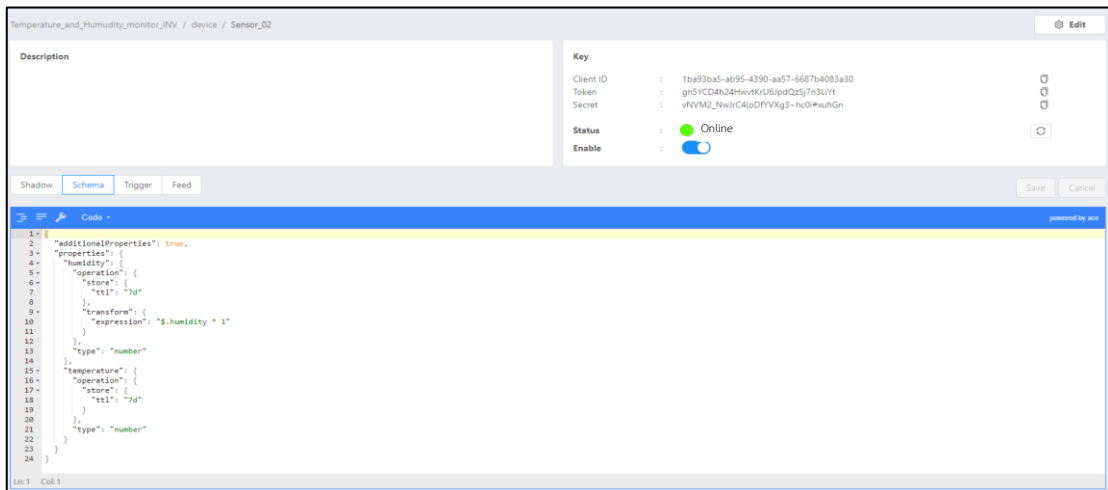 Temperature_and_Humudity_monitor_INV / device / Sensor_02
Edit
Description
Key
Client ID : 1ba93ba5-ab95-4390-aa57-6687b4083a30
Token : gn5YCD4h24HwvtKrU6JpdQzSj7n3LiYt
Secret : vNVM2_NwJrC4(oDfYVXg3~hc0i#xuhGn
Status : Online
Enable :
Shadow Schema Trigger Feed
Save Cancel
Code
powered by ace
1 {
2 "additionalProperties": true,
3 "properties": {
4 "humidity": {
5 "operation": {
6 "store": {
7 "ttl": "7d"
8 },
9 "transform": {
10 "expression": "$.humidity * 1"
11 }
12 },
13 "type": "number"
14 },
15 "temperature": {
16 "operation": {
17 "store": {
18 "ttl": "7d"
19 }
20 },
21 "type": "number"
22 }
23 }
24 }
Ln: 1 Col: 1